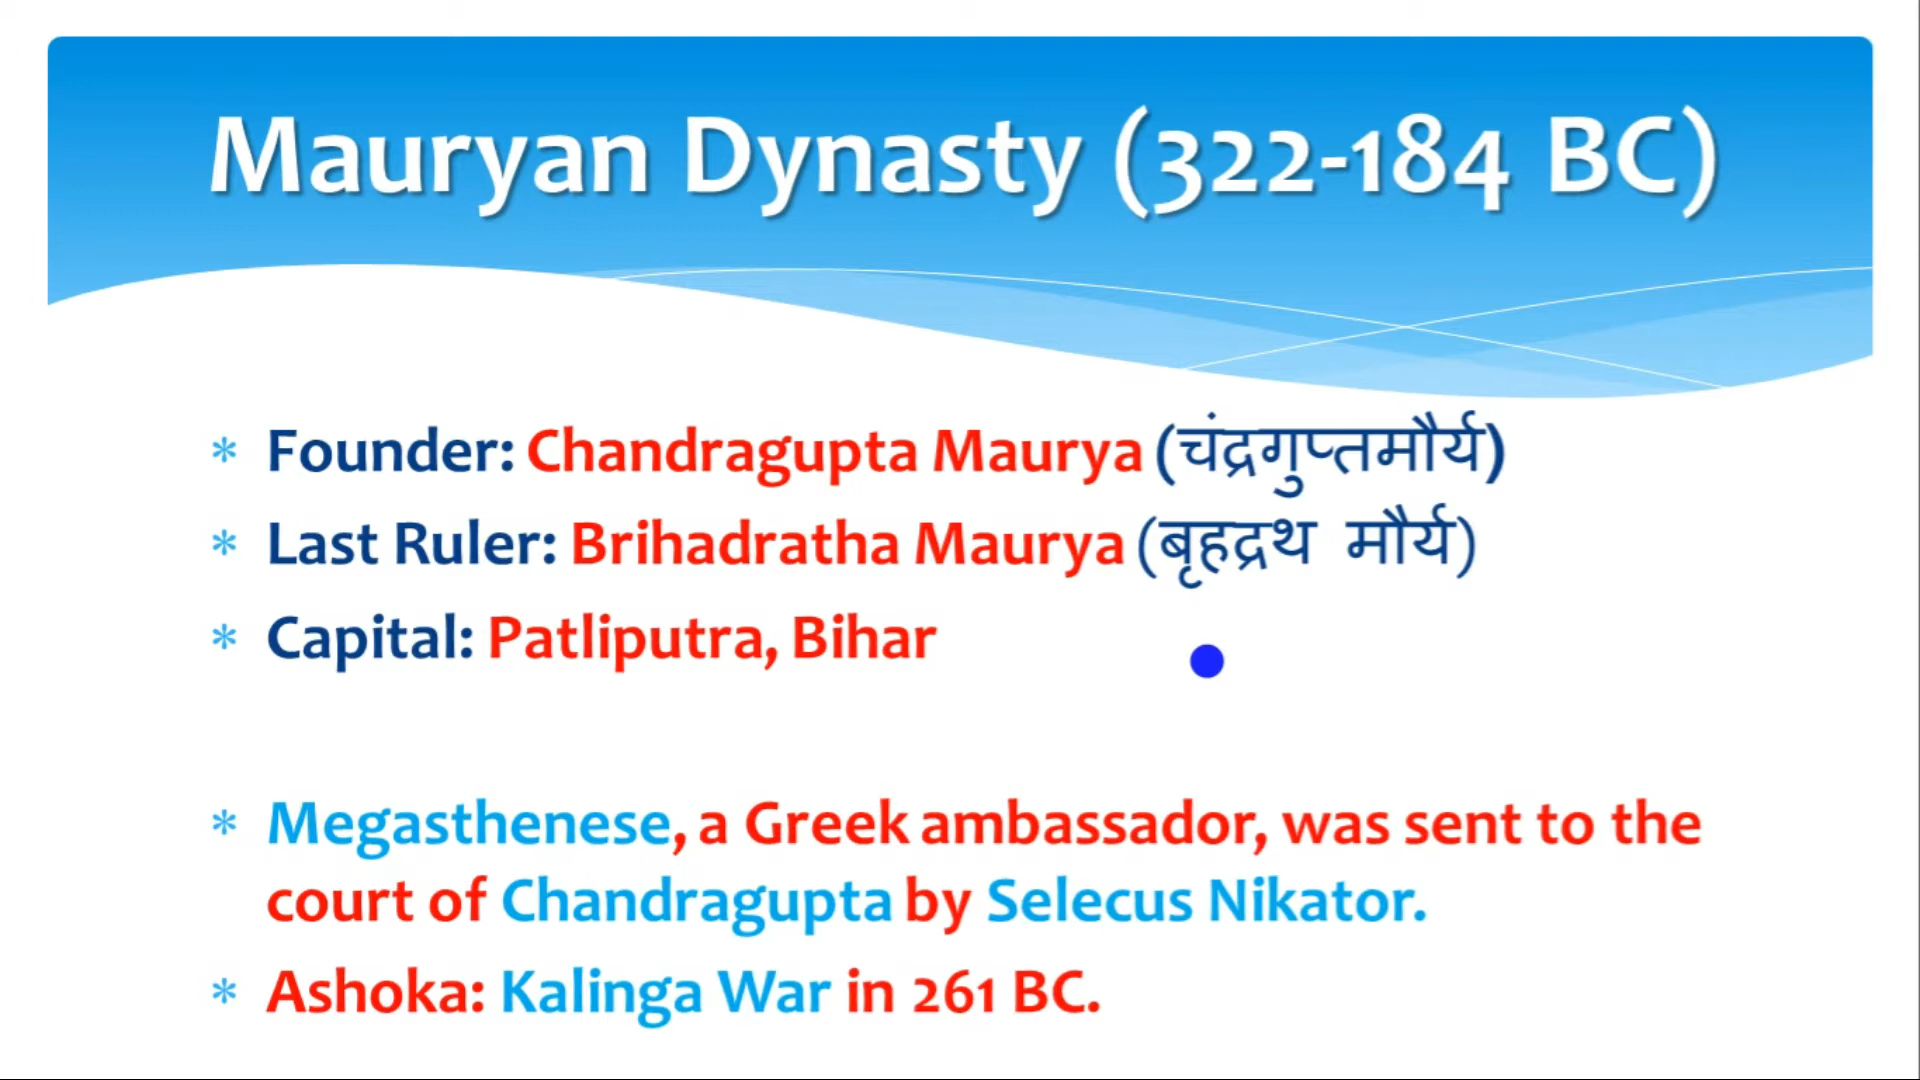 Mauryan Dynasty (322-184 BC)
* Founder: Chandragupta Maurya (चंद्रगुप्तमौर्य)
* Last Ruler: Brihadratha Maurya (बृहद्रथ मौर्य)
* Capital: Patliputra, Bihar
* Megasthenese, a Greek ambassador, was sent to the
court of Chandragupta by Selecus Nikator.
* Ashoka: Kalinga War in 261 BC.